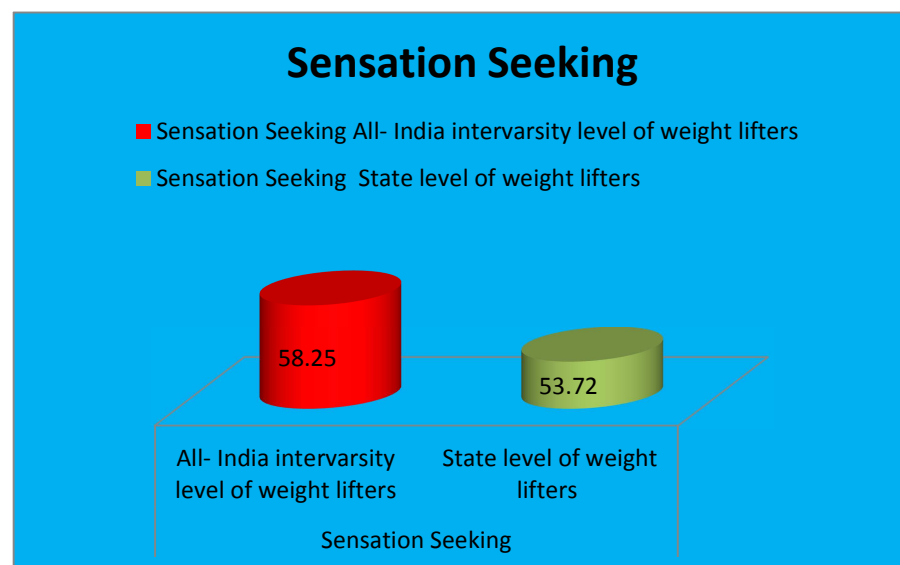 Sensation Seeking
Sensation Seeking All- India intervarsity level of weight lifters
Sensation Seeking State level of weight lifters
58.25
53.72
All- India intervarsity
level of weight lifters
State level of weight
lifters
Sensation Seeking